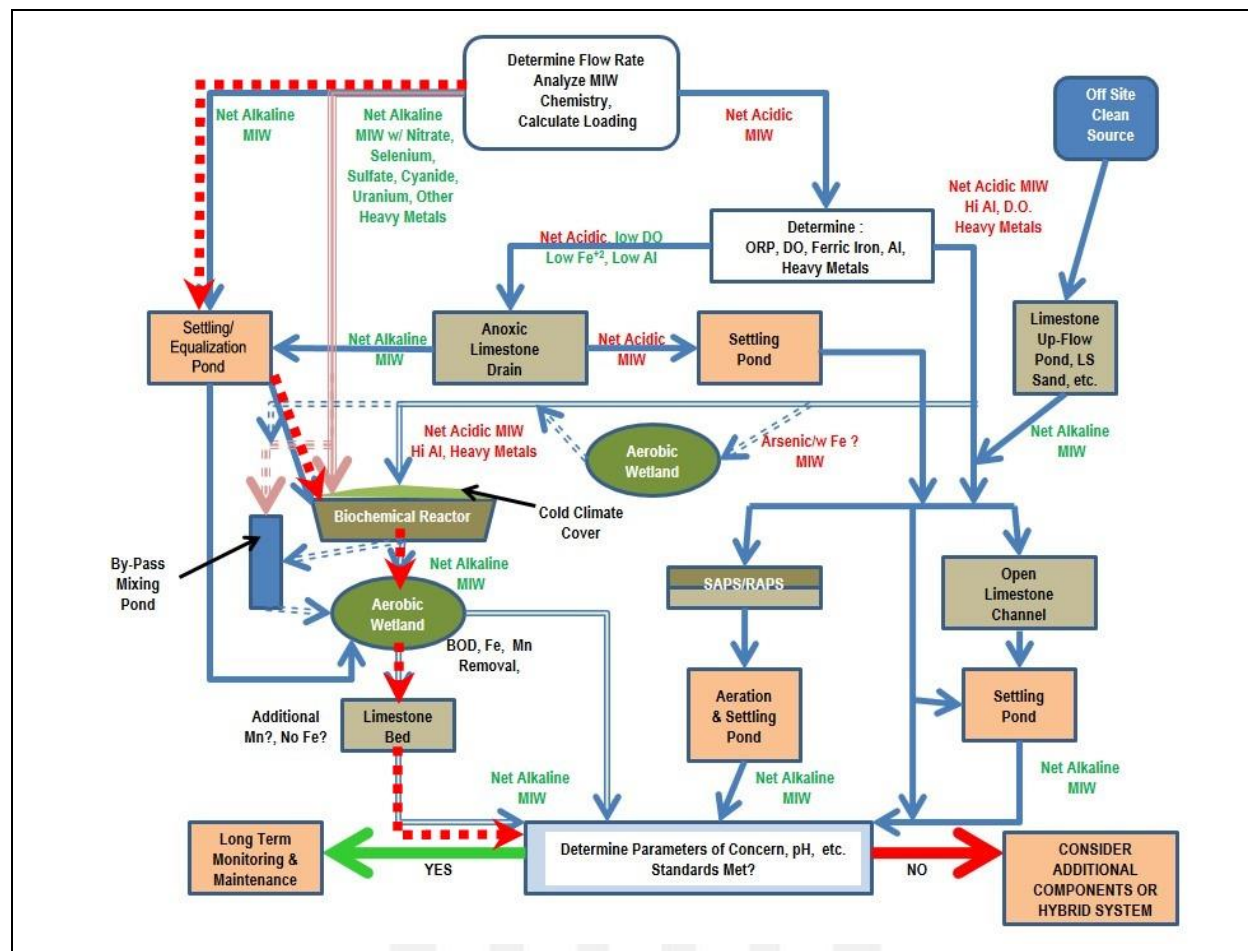 Determine Flow Rate
Analyze MIW
Chemistry,
Calculate Loading
Off Site
Clean
Source
Net Alkaline
MIW
Net Alkaline
MIW w/ Nitrate,
Selenium,
Sulfate, Cyanide,
Uranium, Other
Heavy Metals
Net Acidic
MIW
Net Acidic MIW
Hi Al, D.O.
Heavy Metals
Determine :
ORP, DO, Ferric Iron, Al,
Heavy Metals
Net Acidic, low DO
Low Fe+2, Low Al
Settling/
Equalization
Pond
Net Alkaline
MIW
Anoxic
Limestone
Drain
Net Acidic
MIW
Settling
Pond
Limestone
Up-Flow
Pond, LS
Sand, etc.
Net Acidic MIW
Hi Al, Heavy Metals
Aerobic
Wetland
Arsenic/w Fe ?
MIW
Net Alkaline
MIW
Biochemical Reactor
Cold Climate
Cover
By-Pass
Mixing
Pond
Net Alkaline
MIW
SAPS/RAPS
Open
Limestone
Channel
Aerobic
Wetland
BOD, Fe, Mn
Removal,
Additional
Mn?, No Fe?
Limestone
Bed
Aeration
& Settling
Pond
Settling
Pond
Net Alkaline
MIW
Net Alkaline
MIW
Net Alkaline
MIW
Long Term
Monitoring &
Maintenance
YES
Determine Parameters of Concern, pH, etc.
Standards Met?
NO
CONSIDER
ADDITIONAL
COMPONENTS OR
HYBRID SYSTEM